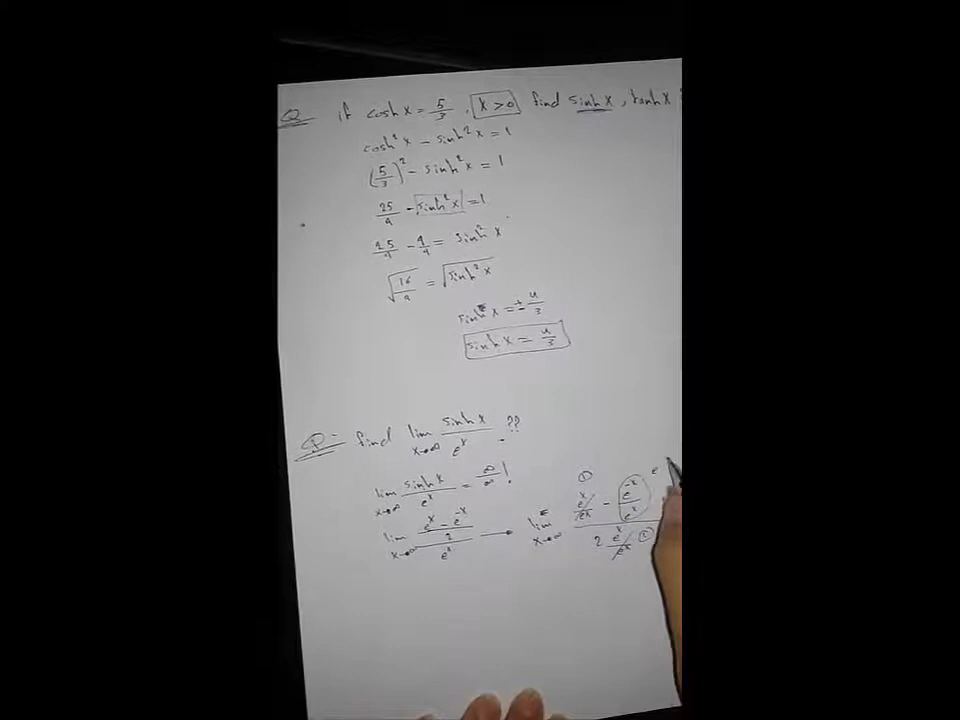 Q if cosh x = 5/3 , x > 0 find sinh x , tanh x
cosh² x - sinh² x = 1
(5/3)² - sinh² x = 1
25/9 - sinh² x = 1
25/9 - 9/9 = sinh² x
√16/9 = √sinh² x
sinh x = ± 4/3
sinh x = 4/3
Q - find lim x→∞ sinh x / e^x ??
lim x→∞ sinh x / e^x = ∞/∞ !
lim x→∞ (e^x - e^-x / 2) / e^x → lim x→∞ (e^x/e^x ① - e^-x/e^x) / (2 e^x/e^x ①) e